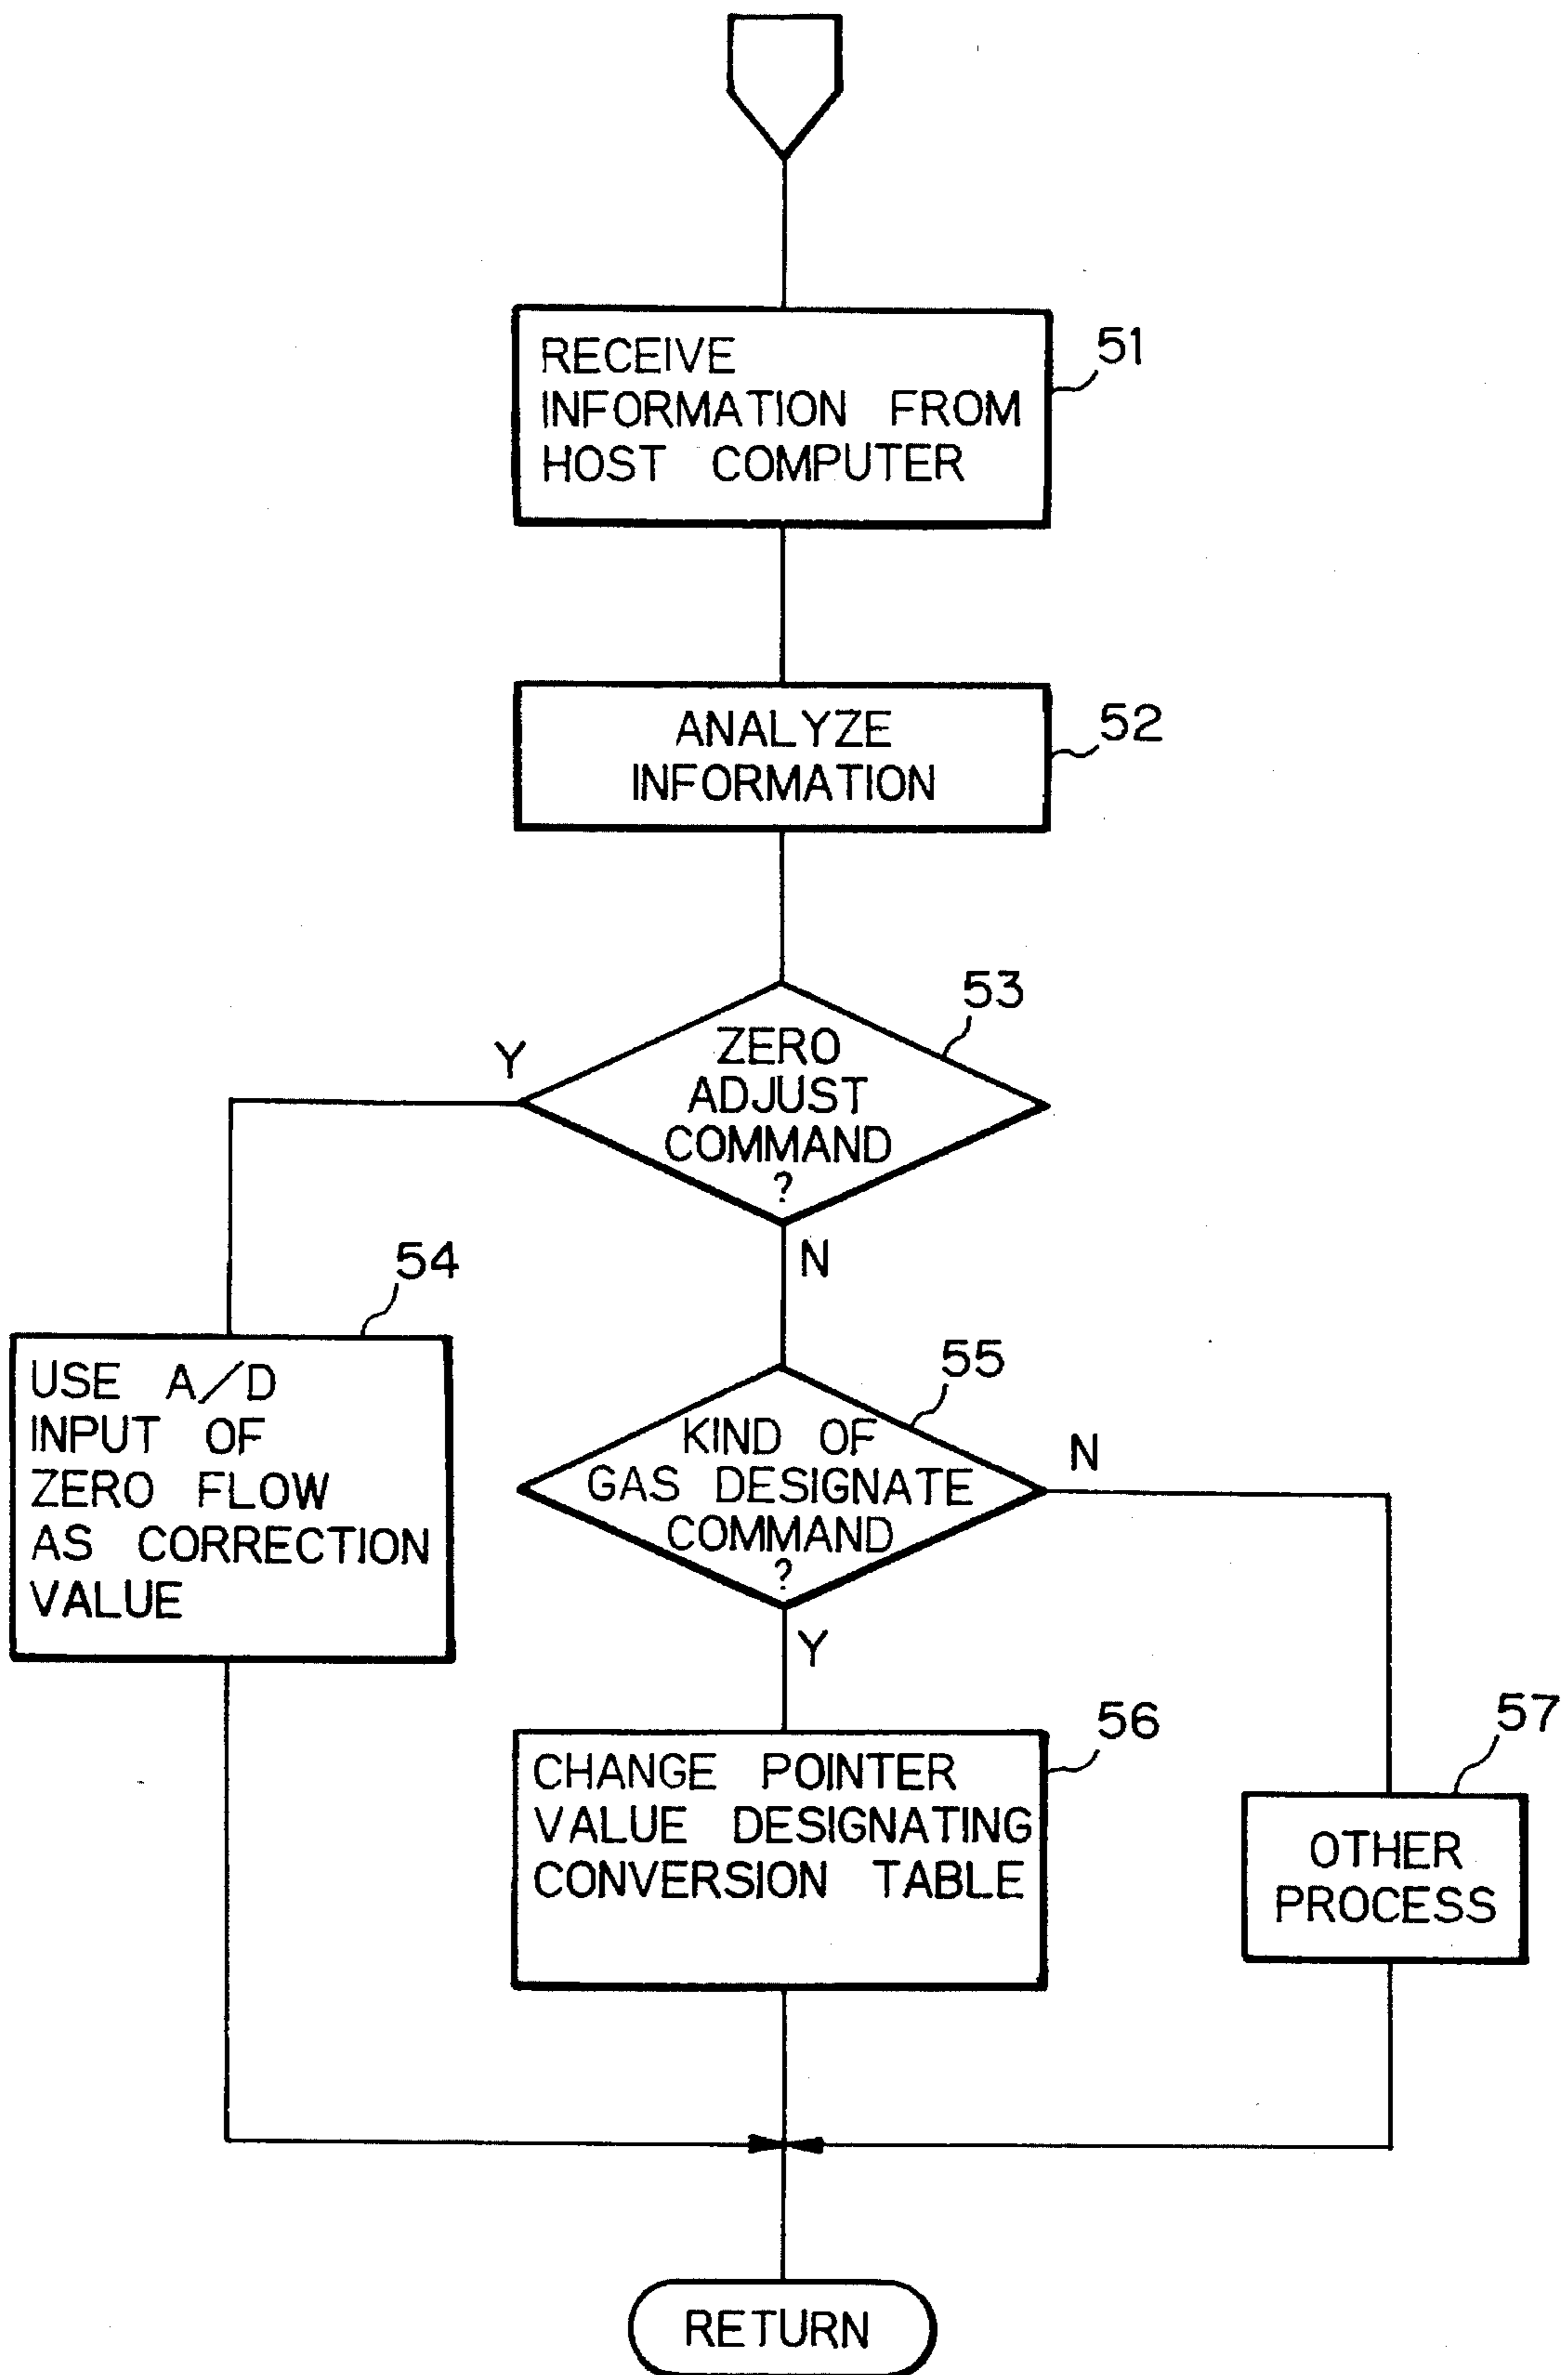 RECEIVE
INFORMATION FROM
HOST COMPUTER
51
ANALYZE
INFORMATION
52
53
ZERO
ADJUST
COMMAND
?
Y
N
54
USE A/D
INPUT OF
ZERO FLOW
AS CORRECTION
VALUE
55
KIND OF
GAS DESIGNATE
COMMAND
?
N
Y
56
CHANGE POINTER
VALUE DESIGNATING
CONVERSION TABLE
57
OTHER
PROCESS
RETURN